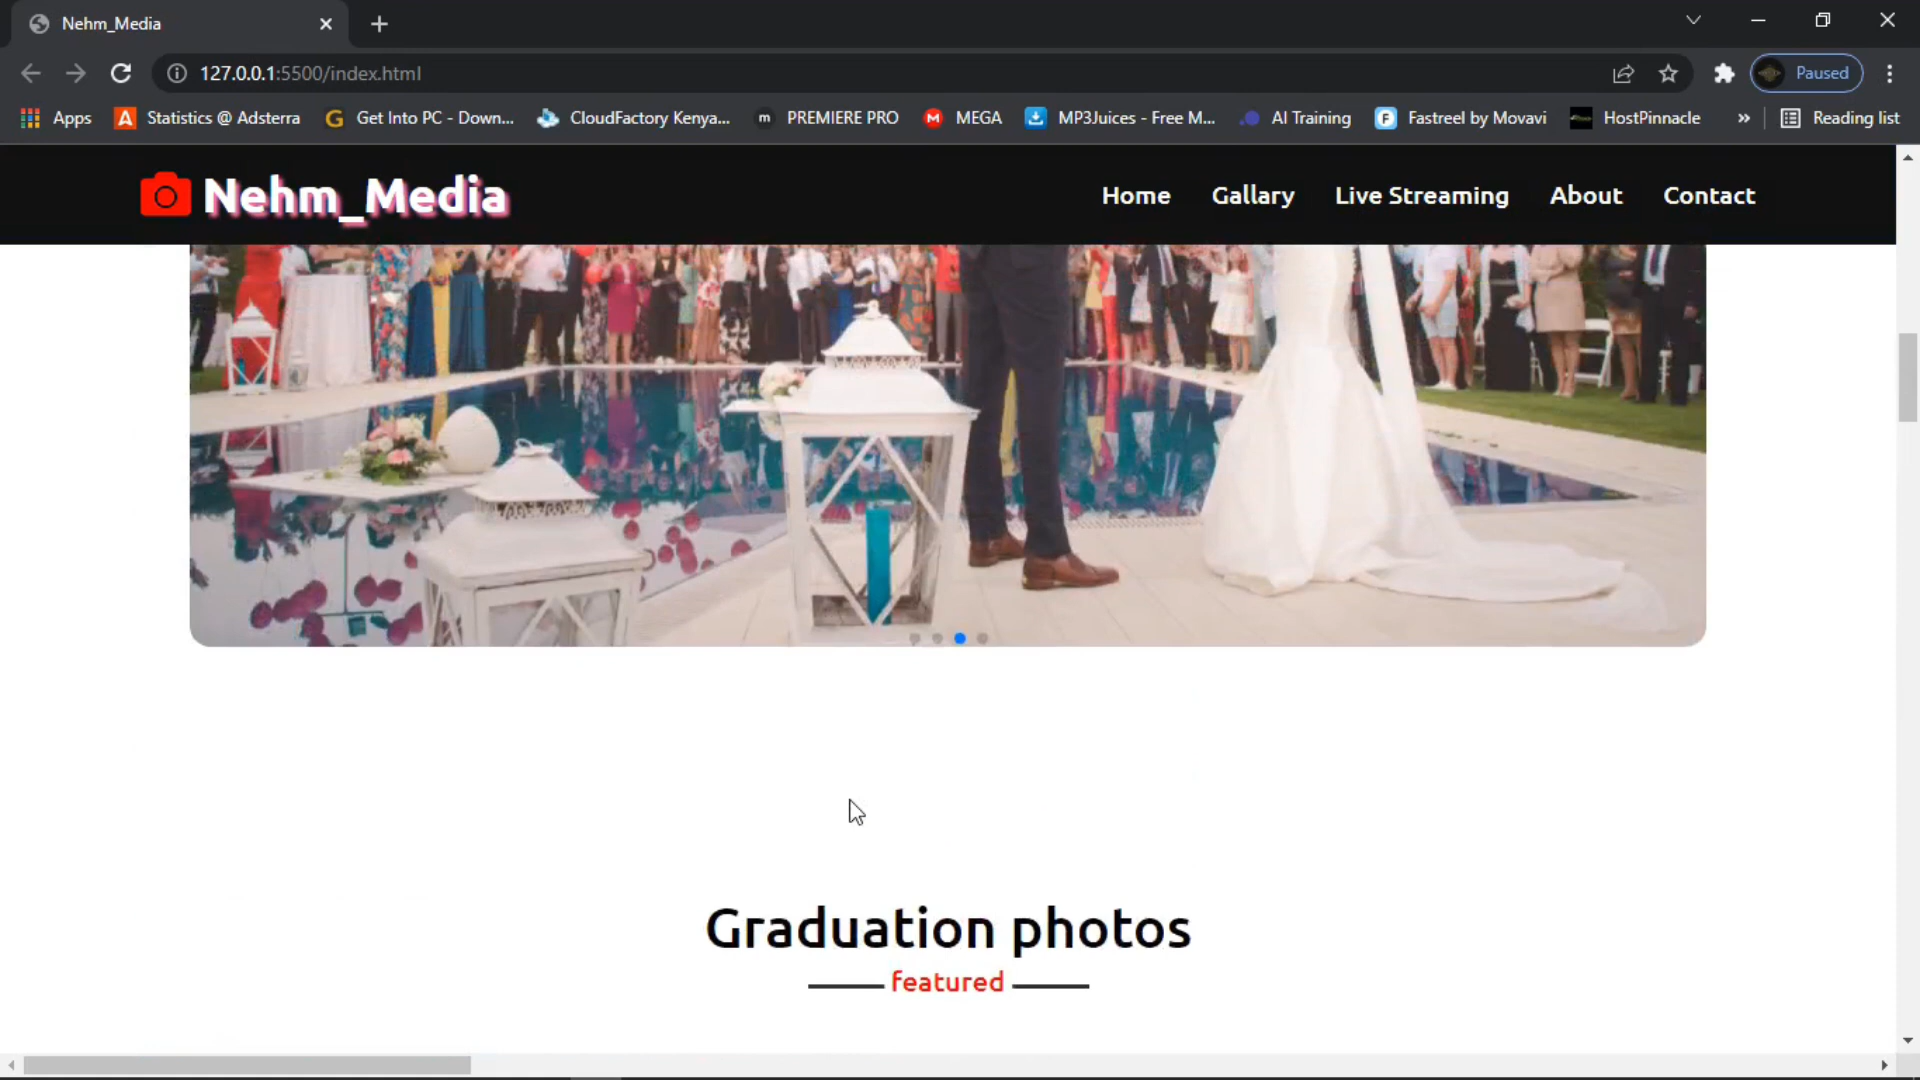 Nehm_Media
127.0.0.1:5500/index.html
Paused
Apps
A Statistics @ Adsterra
G Get Into PC - Down...
CloudFactory Kenya...
m PREMIERE PRO
M MEGA
MP3Juices - Free M...
AI Training
F Fastreel by Movavi
HostPinnacle
»
Reading list
Nehm_Media
Home
Gallary
Live Streaming
About
Contact
Graduation photos
featured